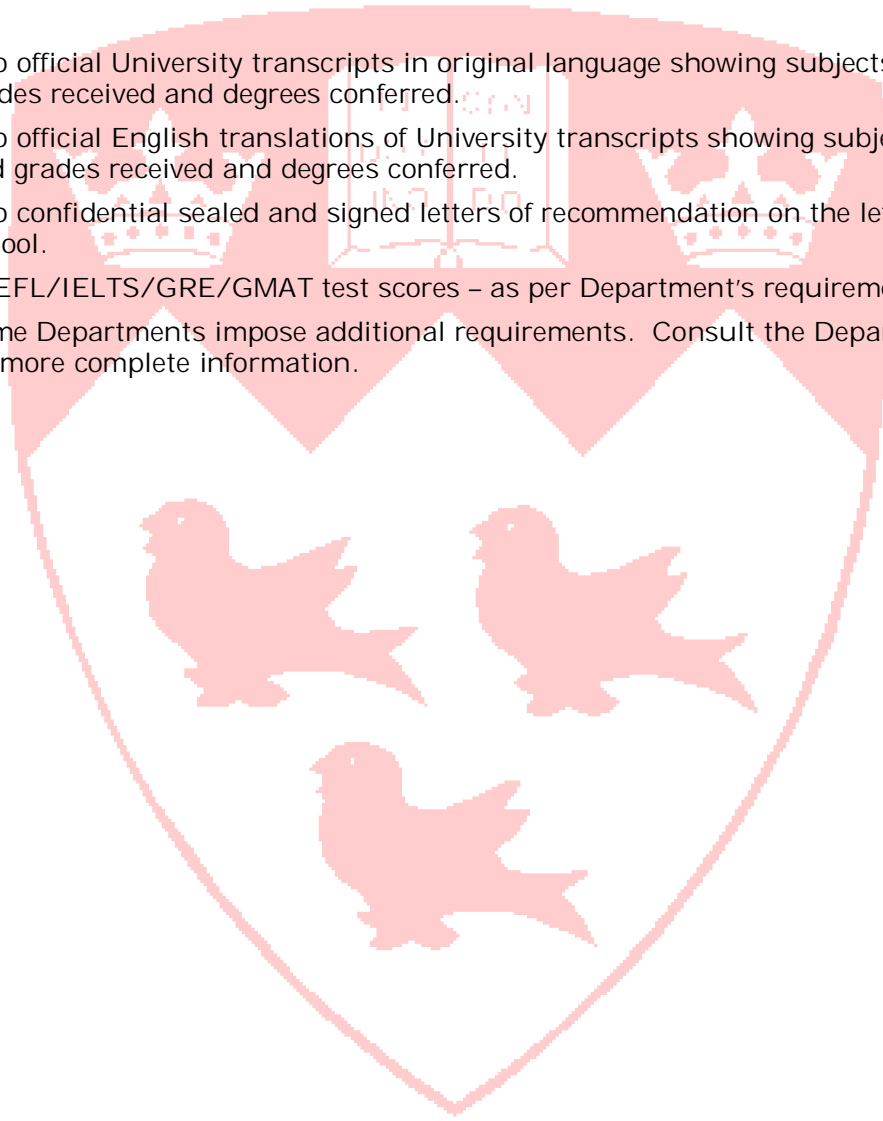 o official University transcripts in original language showing subjects
des received and degrees conferred.
o official English translations of University transcripts showing subje
d grades received and degrees conferred.
o confidential sealed and signed letters of recommendation on the let
ool.
EFL/IELTS/GRE/GMAT test scores – as per Department's requireme
me Departments impose additional requirements.  Consult the Depar
more complete information.